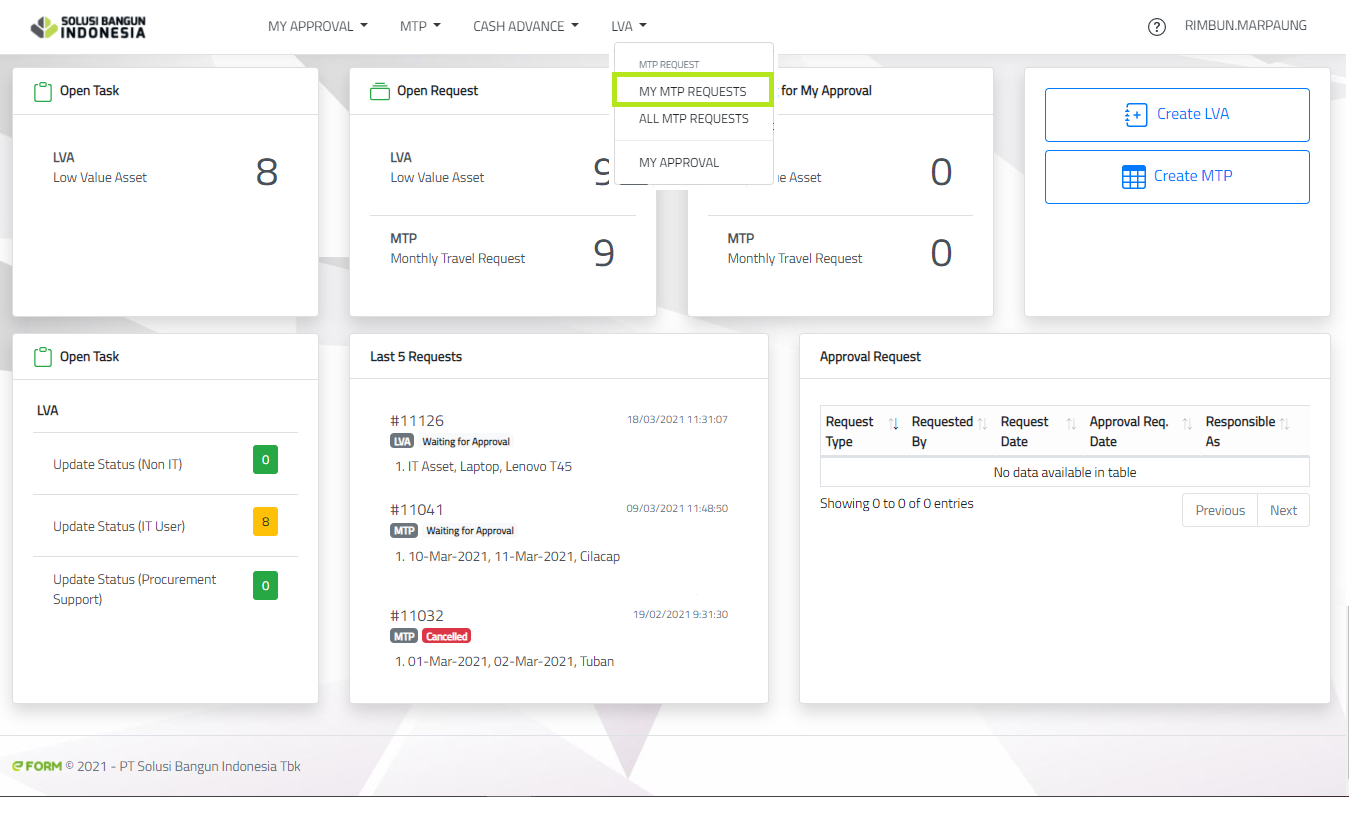 SOLUSI BANGUN
INDONESIA
MY APPROVAL
MTP
CASH ADVANCE
LVA
?
RIMBUN.MARPAUNG
MTP REQUEST
MY MTP REQUESTS
ALL MTP REQUESTS
MY APPROVAL
Open Task
LVA
Low Value Asset
8
Open Request
LVA
Low Value Asset
9
MTP
Monthly Travel Request
9
for My Approval
Asset
0
MTP
Monthly Travel Request
0
Create LVA
Create MTP
Open Task
LVA
Update Status (Non IT)
0
Update Status (IT User)
8
Update Status (Procurement
Support)
0
Last 5 Requests
#11126
18/03/2021 11:31:07
LVA Waiting for Approval
1. IT Asset, Laptop, Lenovo T45
#11041
09/03/2021 11:48:50
MTP Waiting for Approval
1. 10-Mar-2021, 11-Mar-2021, Cilacap
#11032
19/02/2021 9:31:30
MTP Cancelled
1. 01-Mar-2021, 02-Mar-2021, Tuban
Approval Request
Request
Type
Requested
By
Request
Date
Approval Req.
Date
Responsible
As
No data available in table
Showing 0 to 0 of 0 entries
Previous
Next
eFORM © 2021 - PT Solusi Bangun Indonesia Tbk